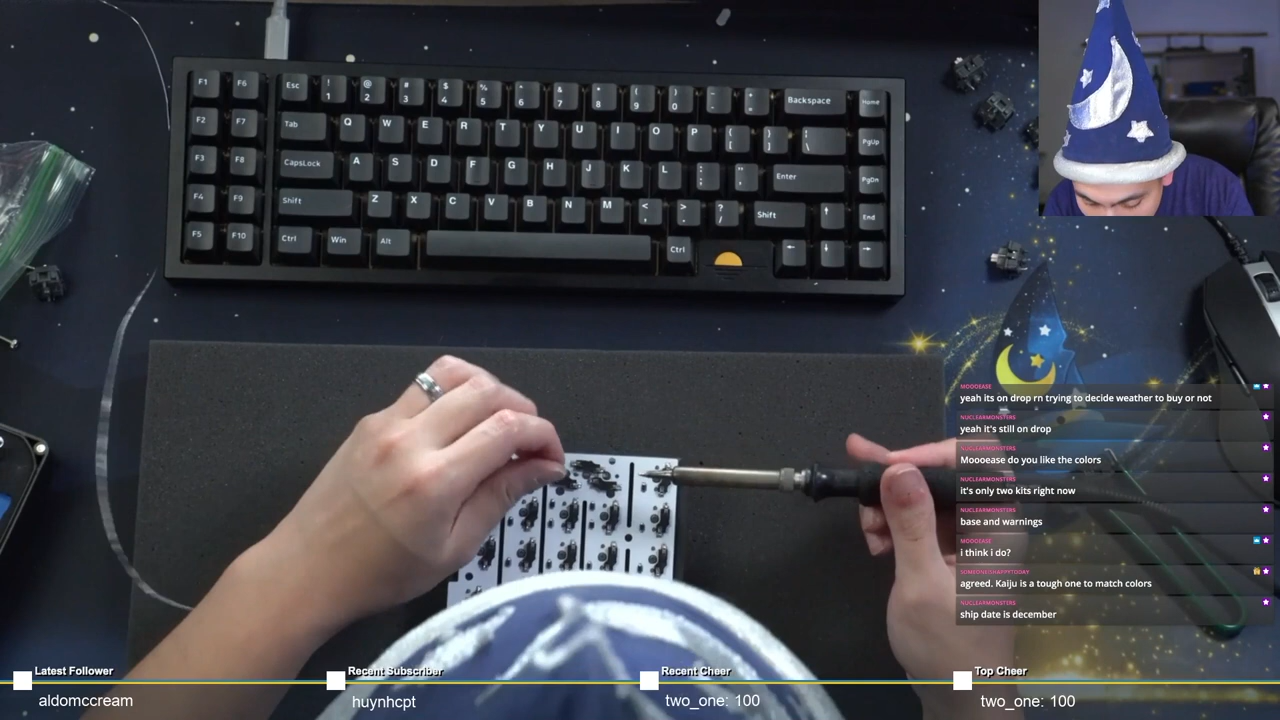 F1 F6 Esc ! 1 @ 2 # 3 $ 4 % 5 ^ 6 & 7 * 8 ( 9 ) 0 - + = Backspace Home
F2 F7 Tab Q W E R T Y U I O P { [ } ] | \ PgUp
F3 F8 CapsLock A S D F G H J K L : ; " ' Enter PgDn
F4 F9 Shift Z X C V B N M < , > . ? / Shift ↑ End
F5 F10 Ctrl Win Alt Ctrl ← ↓ →
MOOOEASE
yeah its on drop rn trying to decide weather to buy or not
NUCLEARMONSTERS
yeah it's still on drop
NUCLEARMONSTERS
Moooease do you like the colors
NUCLEARMONSTERS
it's only two kits right now
NUCLEARMONSTERS
base and warnings
MOOOEASE
i think i do?
agreed. Kaiju is a tough one to match colors
NUCLEARMONSTERS
ship date is december
Latest Follower
aldomccream
Recent Subscriber
huynhcpt
Recent Cheer
two_one: 100
Top Cheer
two_one: 100